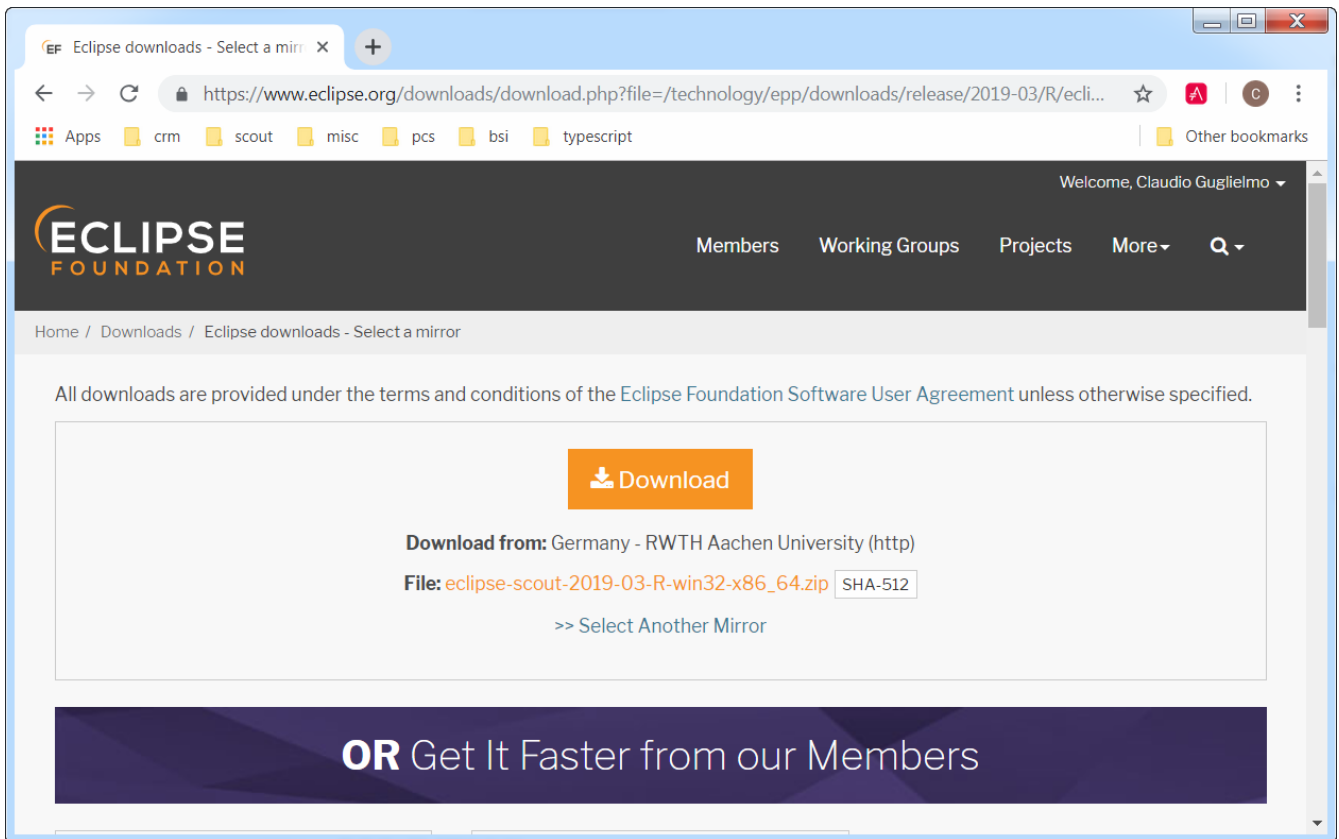 EF Eclipse downloads - Select a mirr
https://www.eclipse.org/downloads/download.php?file=/technology/epp/downloads/release/2019-03/R/ecli... C
Apps crm scout misc pcs bsi typescript Other bookmarks
Welcome, Claudio Guglielmo
ECLIPSE
FOUNDATION
Members Working Groups Projects More
Home / Downloads / Eclipse downloads - Select a mirror
All downloads are provided under the terms and conditions of the Eclipse Foundation Software User Agreement unless otherwise specified.
Download
Download from: Germany - RWTH Aachen University (http)
File: eclipse-scout-2019-03-R-win32-x86_64.zip SHA-512
>> Select Another Mirror
OR Get It Faster from our Members